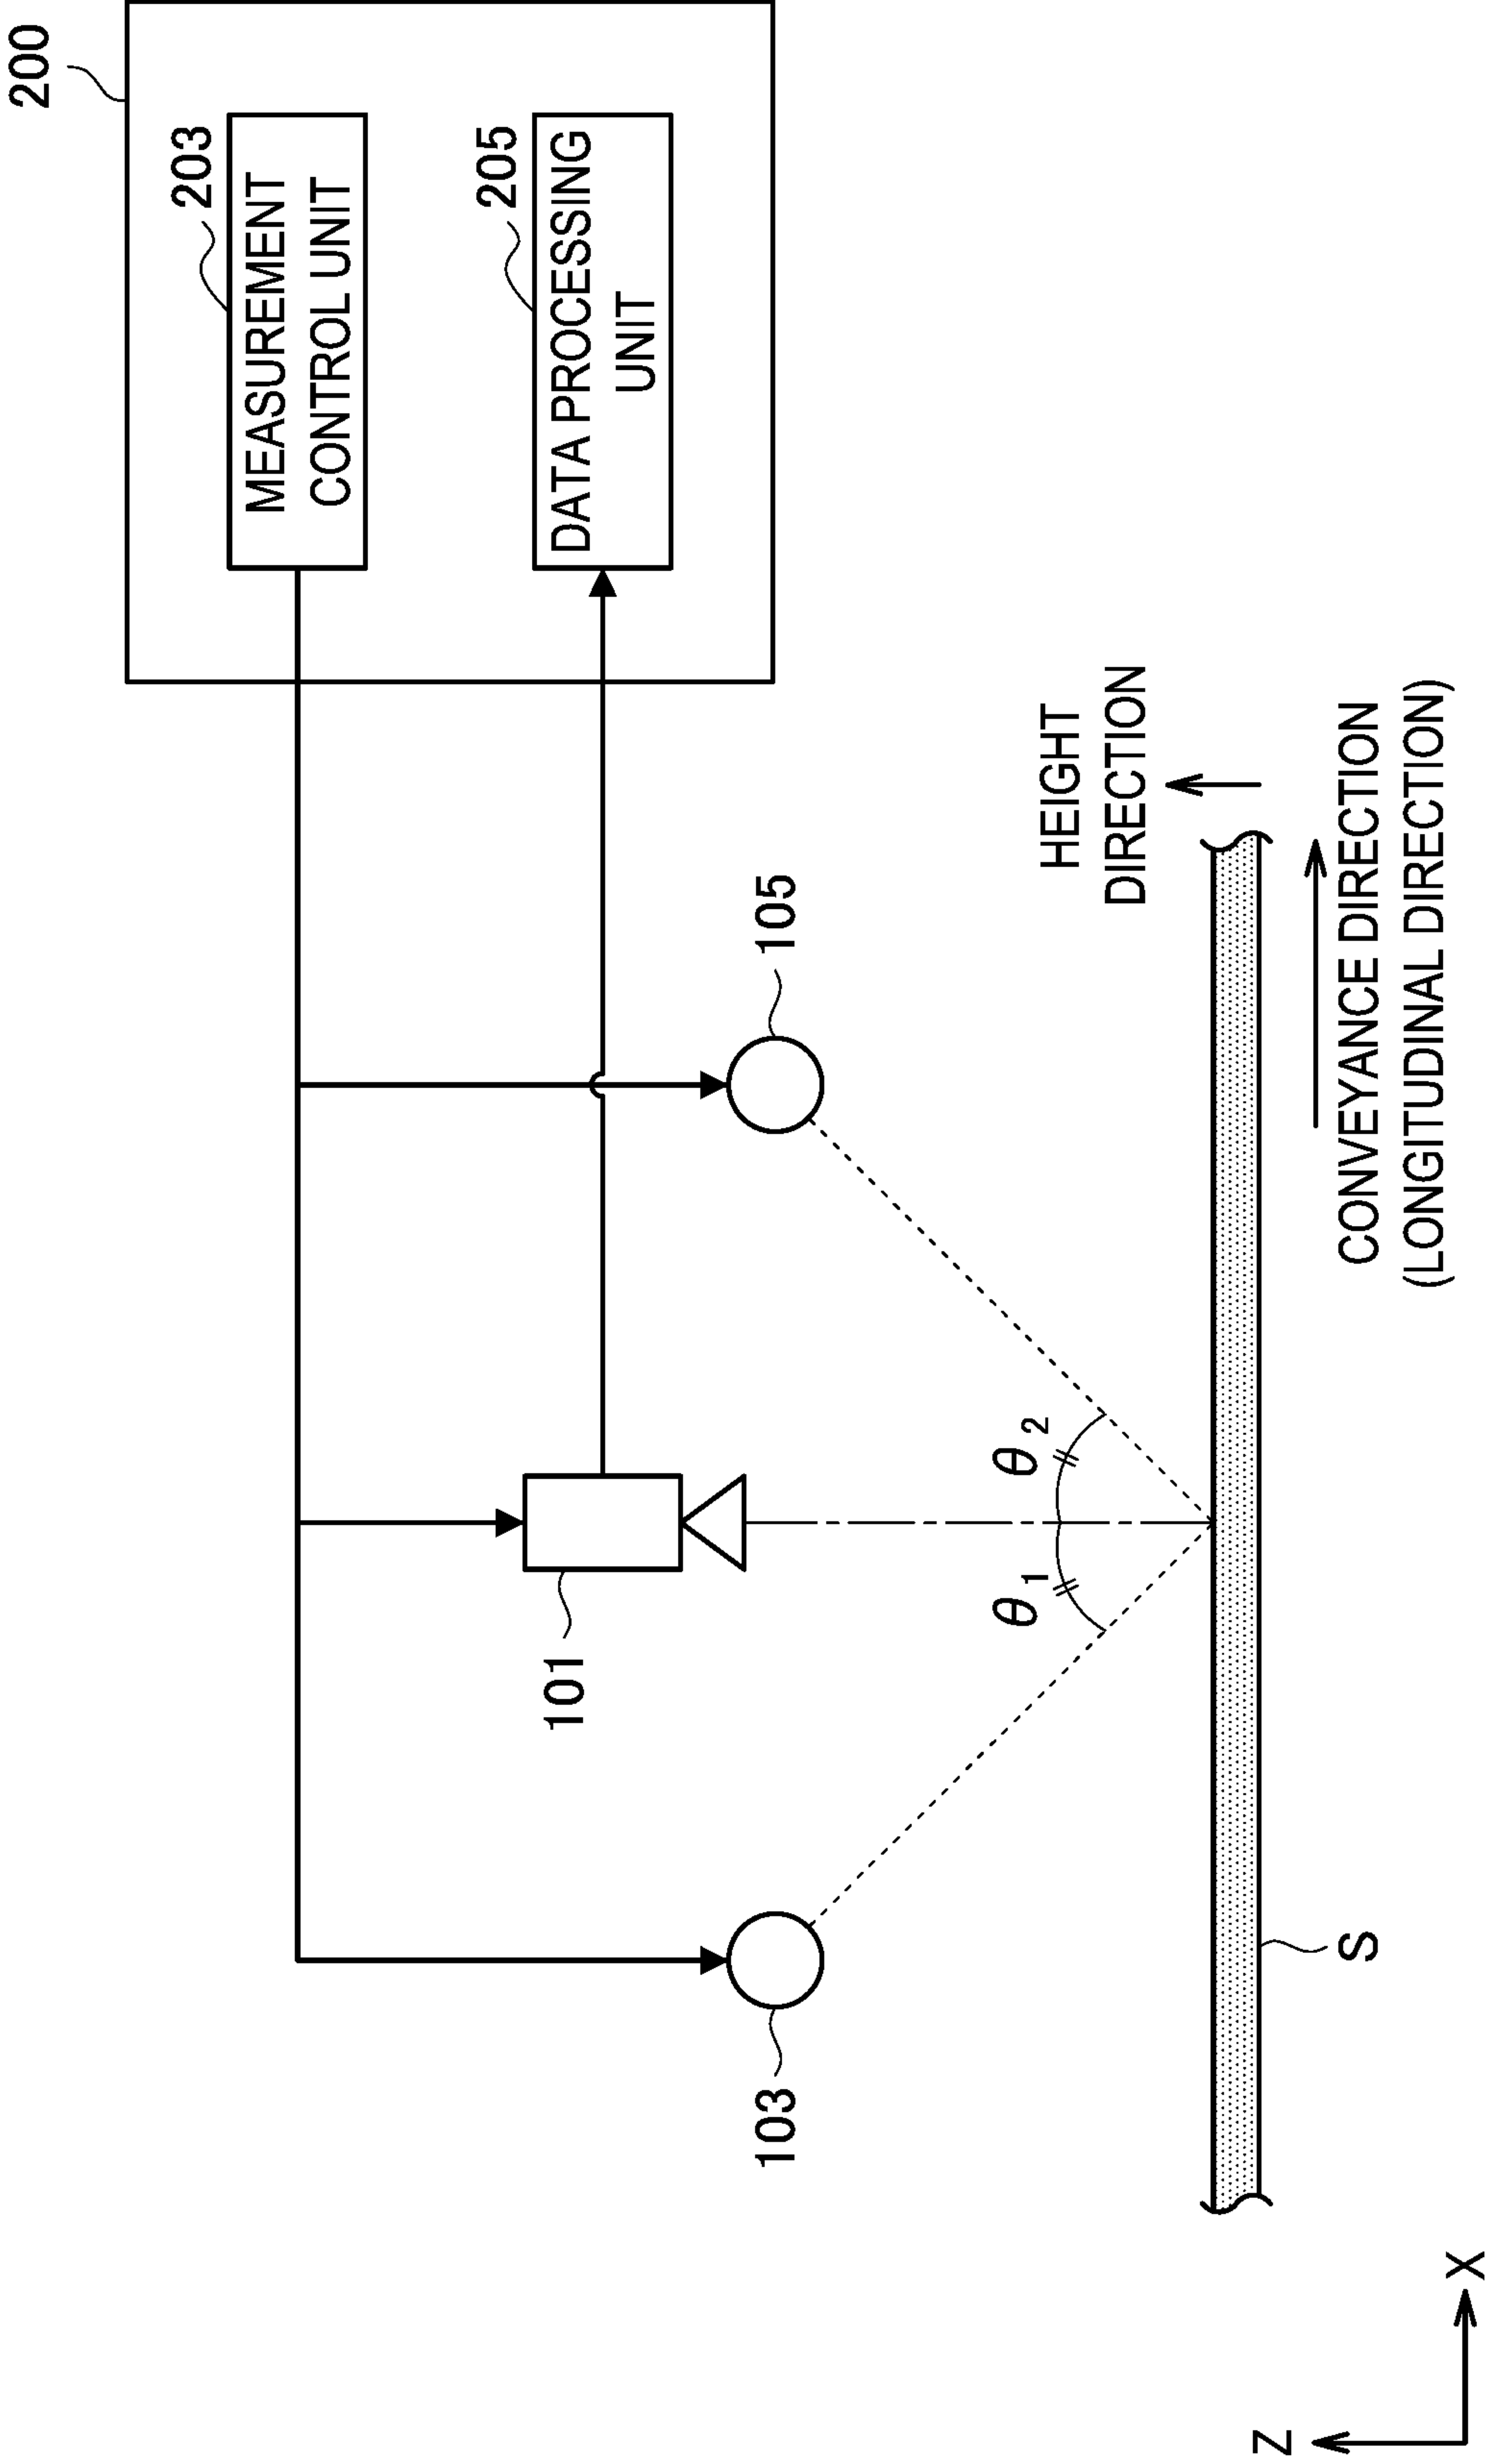 200
203
MEASUREMENT
CONTROL UNIT
205
DATA PROCESSING
UNIT
101
103
105
θ1
θ2
HEIGHT
DIRECTION
S
CONVEYANCE DIRECTION
(LONGITUDINAL DIRECTION)
Z
X